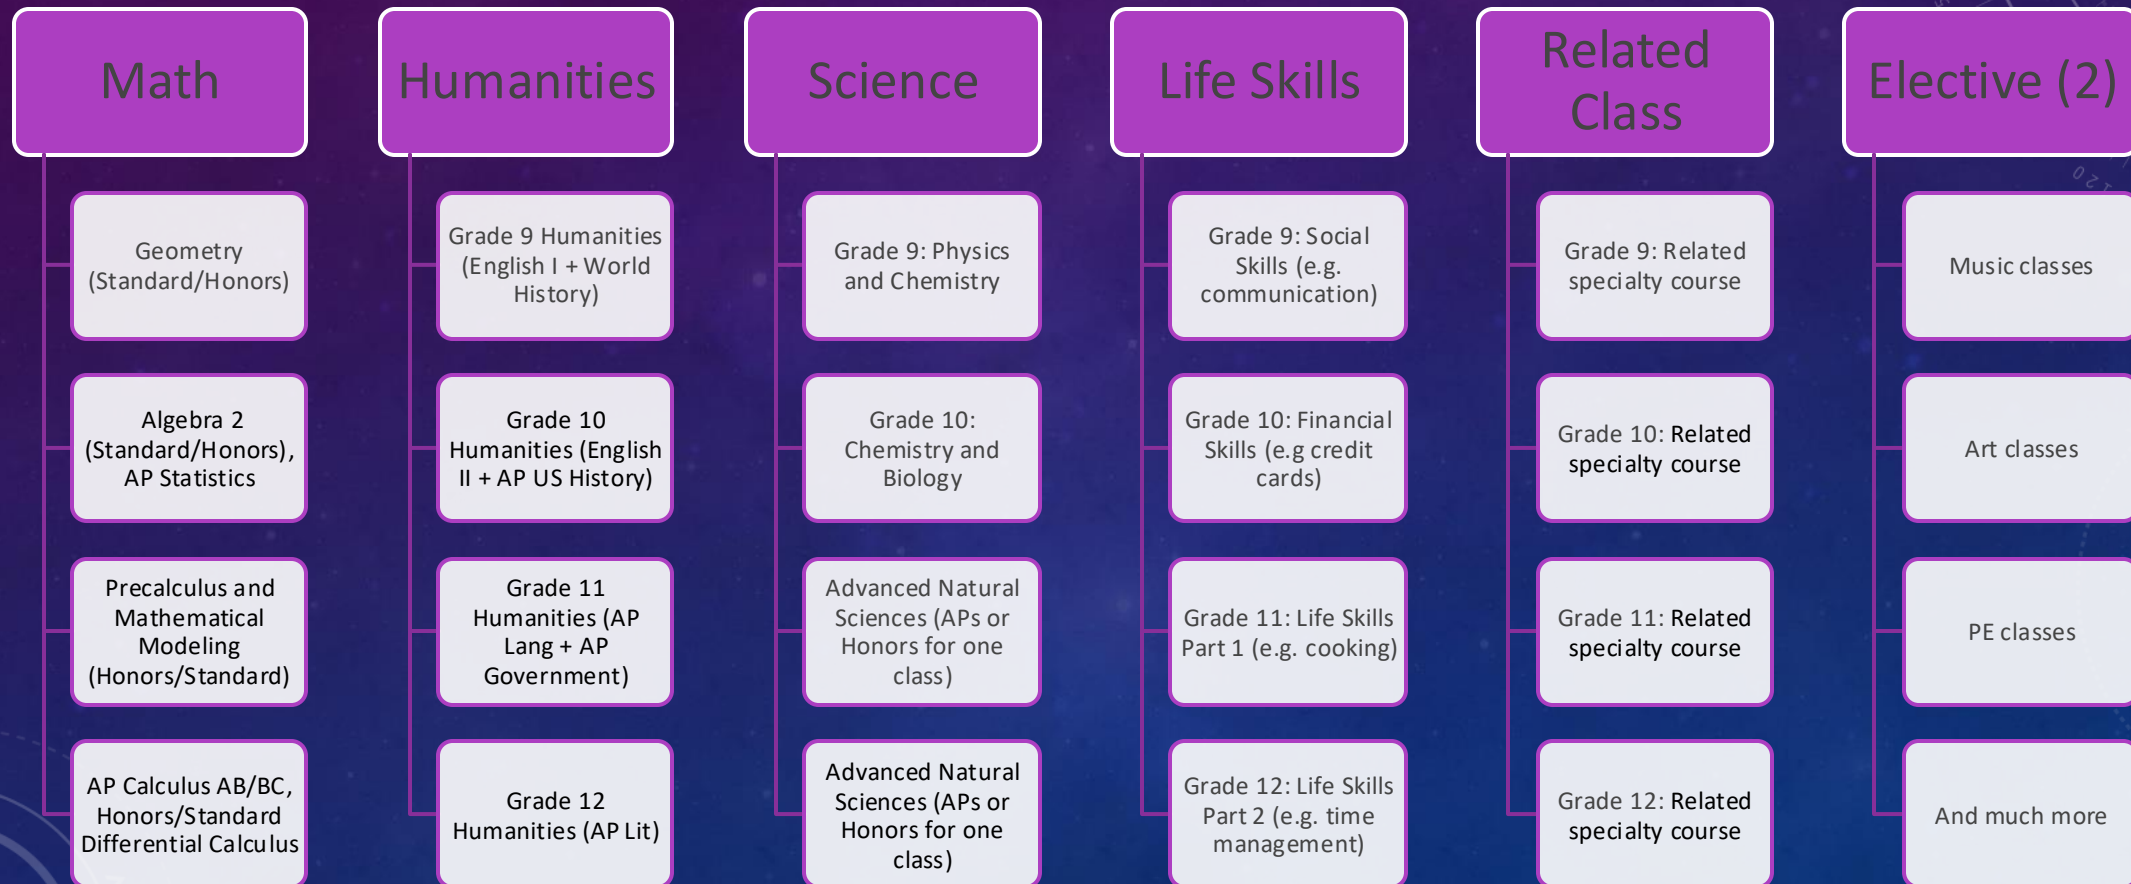 Math
Geometry
(Standard/Honors)
Algebra 2
(Standard/Honors),
AP Statistics
Precalculus and
Mathematical
Modeling
(Honors/Standard)
AP Calculus AB/BC,
Honors/Standard
Differential Calculus
Humanities
Grade 9 Humanities
(English I + World
History)
Grade 10
Humanities (English
II + AP US History)
Grade 11
Humanities (AP
Lang + AP
Government)
Grade 12
Humanities (AP Lit)
Science
Grade 9: Physics
and Chemistry
Grade 10:
Chemistry and
Biology
Advanced Natural
Sciences (APs or
Honors for one
class)
Advanced Natural
Sciences (APs or
Honors for one
class)
Life Skills
Grade 9: Social
Skills (e.g.
communication)
Grade 10: Financial
Skills (e.g credit
cards)
Grade 11: Life Skills
Part 1 (e.g. cooking)
Grade 12: Life Skills
Part 2 (e.g. time
management)
Related
Class
Grade 9: Related
specialty course
Grade 10: Related
specialty course
Grade 11: Related
specialty course
Grade 12: Related
specialty course
Elective (2)
Music classes
Art classes
PE classes
And much more
120